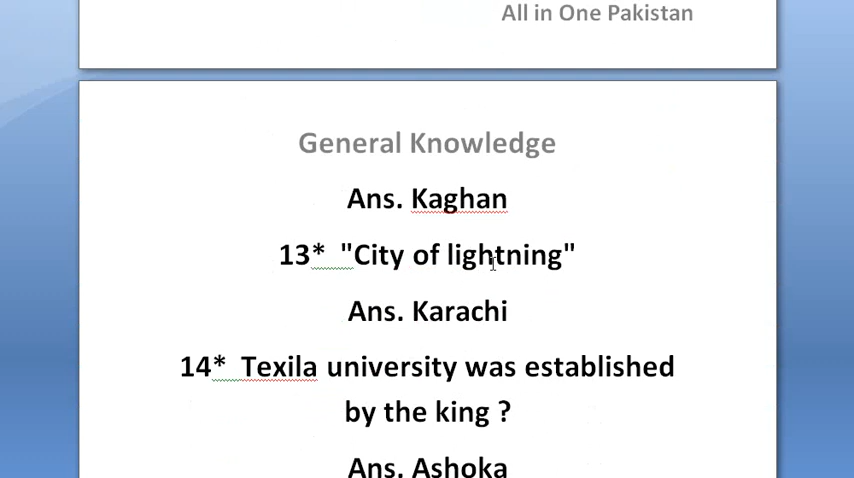 All in One Pakistan
General Knowledge
Ans. Kaghan
13* "City of lightning"
Ans. Karachi
14* Texila university was established
by the king ?
Ans. Ashoka